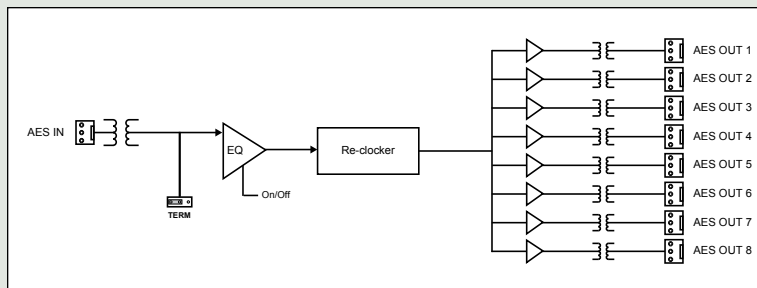 AES IN
TERM
EQ
On/Off
Re-clocker
AES OUT 1
AES OUT 2
AES OUT 3
AES OUT 4
AES OUT 5
AES OUT 6
AES OUT 7
AES OUT 8